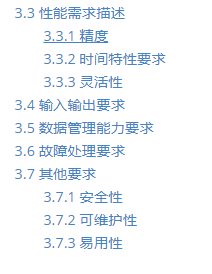 3.3 性能需求描述
3.3.1 精度
3.3.2 时间特性要求
3.3.3 灵活性
3.4 输入输出要求
3.5 数据管理能力要求
3.6 故障处理要求
3.7 其他要求
3.7.1 安全性
3.7.2 可维护性
3.7.3 易用性